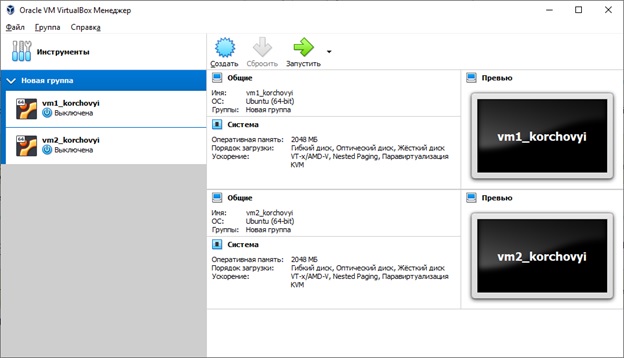 Oracle VM VirtualBox Менеджер
Файл Группа Справка
Инструменты
Создать Сбросить Запустить
Новая группа
64 vm1_korchovyi
Выключена
64 vm2_korchovyi
Выключена
Общие
Имя: vm1_korchovyi
ОС: Ubuntu (64-bit)
Группы: Новая группа
Система
Оперативная память: 2048 МБ
Порядок загрузки: Гибкий диск, Оптический диск, Жёсткий диск
Ускорение: VT-x/AMD-V, Nested Paging, Паравиртуализация
KVM
Превью
vm1_korchovyi
Общие
Имя: vm2_korchovyi
ОС: Ubuntu (64-bit)
Группы: Новая группа
Система
Оперативная память: 2048 МБ
Порядок загрузки: Гибкий диск, Оптический диск, Жёсткий диск
Ускорение: VT-x/AMD-V, Nested Paging, Паравиртуализация
KVM
Превью
vm2_korchovyi